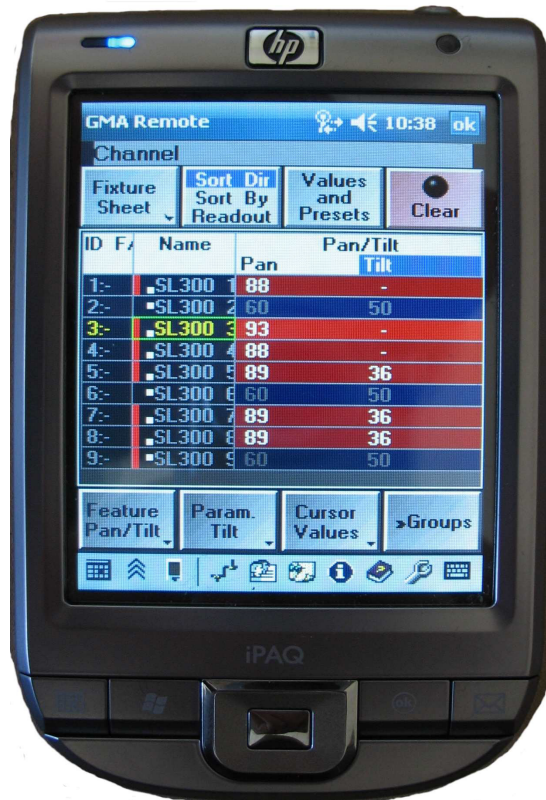 hp
GMA Remote 10:38 ok
Channel
Fixture Sheet
Sort Dir Sort By Readout
Values and Presets
Clear
ID F Name Pan/Tilt
Pan Tilt
1:- SL300 1 88 -
2:- SL300 2 60 50
3:- SL300 3 93 -
4:- SL300 4 88 -
5:- SL300 5 89 36
6:- SL300 6 60 50
7:- SL300 7 89 36
8:- SL300 8 89 36
9:- SL300 9 60 50
Feature Pan/Tilt
Param. Tilt
Cursor Values
»Groups
iPAQ
ok